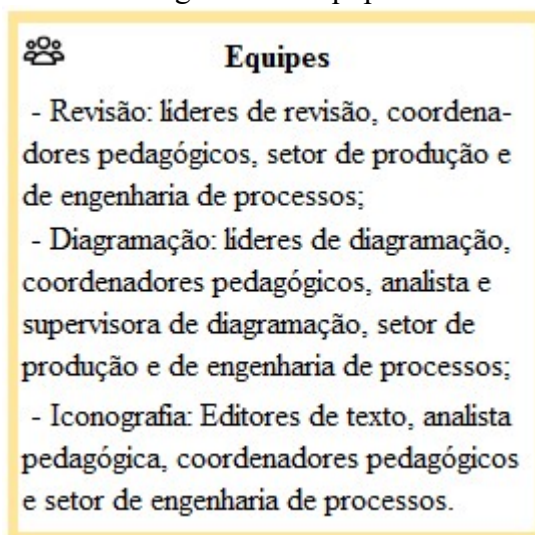 Equipes
- Revisão: líderes de revisão, coordena-
dores pedagógicos, setor de produção e
de engenharia de processos;
- Diagramação: líderes de diagramação,
coordenadores pedagógicos, analista e
supervisora de diagramação, setor de
produção e de engenharia de processos;
- Iconografia: Editores de texto, analista
pedagógica, coordenadores pedagógicos
e setor de engenharia de processos.